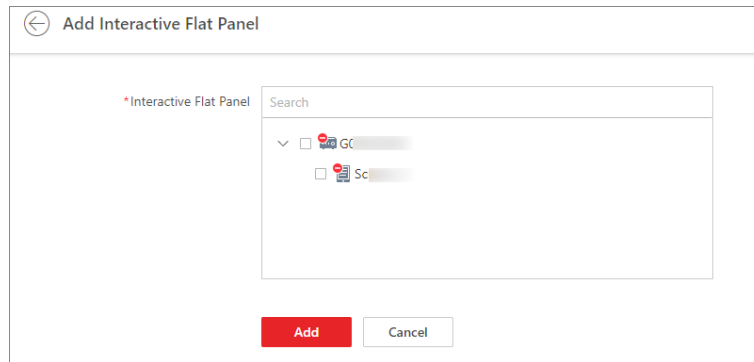 Add Interactive Flat Panel
*Interactive Flat Panel
Search
Add
Cancel